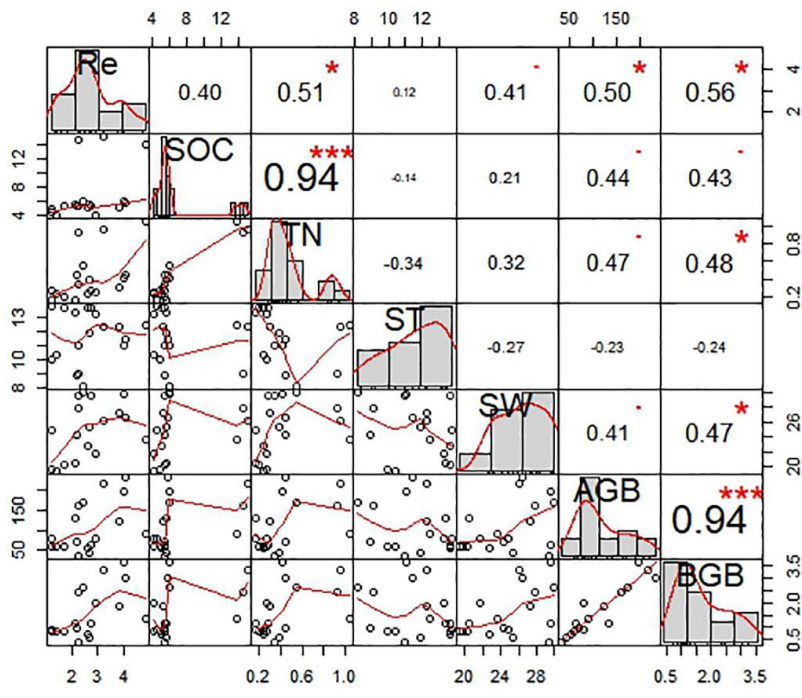 4 8 12 8 10 12 50 150
Re 0.40 0.51 * 0.12 0.41 . 0.50 * 0.56 * 2 4
4 8 12 SOC 0.94 *** -0.14 0.21 0.44 . 0.43 .
TN -0.34 0.32 0.47 . 0.48 * 0.2 0.8
8 10 13 ST -0.27 -0.23 -0.24
SW 0.41 . 0.47 * 20 26
50 150 AGB 0.94 ***
BGB 0.5 2.0 3.5
2 3 4 0.2 0.6 1.0 20 24 28 0.5 2.0 3.5